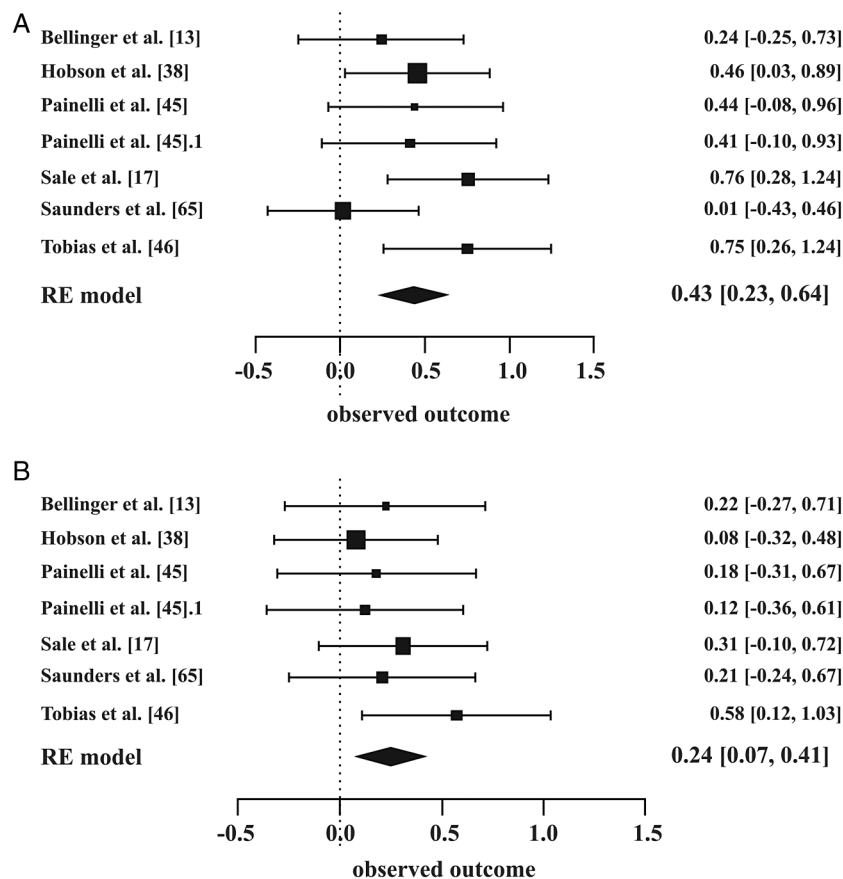 A
Bellinger et al. [13] 0.24 [-0.25, 0.73]
Hobson et al. [38] 0.46 [0.03, 0.89]
Painelli et al. [45] 0.44 [-0.08, 0.96]
Painelli et al. [45].1 0.41 [-0.10, 0.93]
Sale et al. [17] 0.76 [0.28, 1.24]
Saunders et al. [65] 0.01 [-0.43, 0.46]
Tobias et al. [46] 0.75 [0.26, 1.24]
RE model 0.43 [0.23, 0.64]
-0.5 0.0 0.5 1.0 1.5
observed outcome
B
Bellinger et al. [13] 0.22 [-0.27, 0.71]
Hobson et al. [38] 0.08 [-0.32, 0.48]
Painelli et al. [45] 0.18 [-0.31, 0.67]
Painelli et al. [45].1 0.12 [-0.36, 0.61]
Sale et al. [17] 0.31 [-0.10, 0.72]
Saunders et al. [65] 0.21 [-0.24, 0.67]
Tobias et al. [46] 0.58 [0.12, 1.03]
RE model 0.24 [0.07, 0.41]
-0.5 0.0 0.5 1.0 1.5
observed outcome